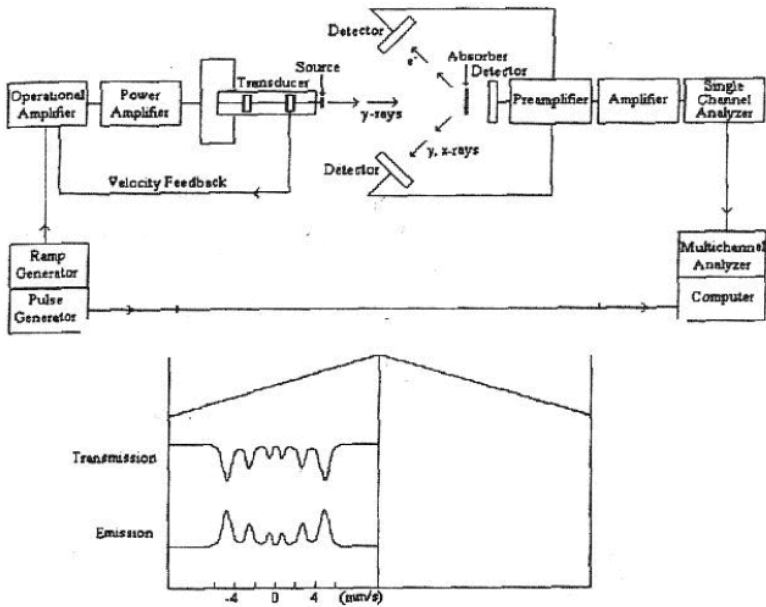 Detector
Source
Absorber
e⁻
Detector
Transducer
Operational
Amplifier
Power
Amplifier
γ-rays
Preamplifier
Amplifier
Single
Channel
Analyzer
γ, x-rays
Detector
Velocity Feedback
Ramp
Generator
Pulse
Generator
Multichannel
Analyzer
Computer
Transmission
Emission
-4 0 4 (mm/s)